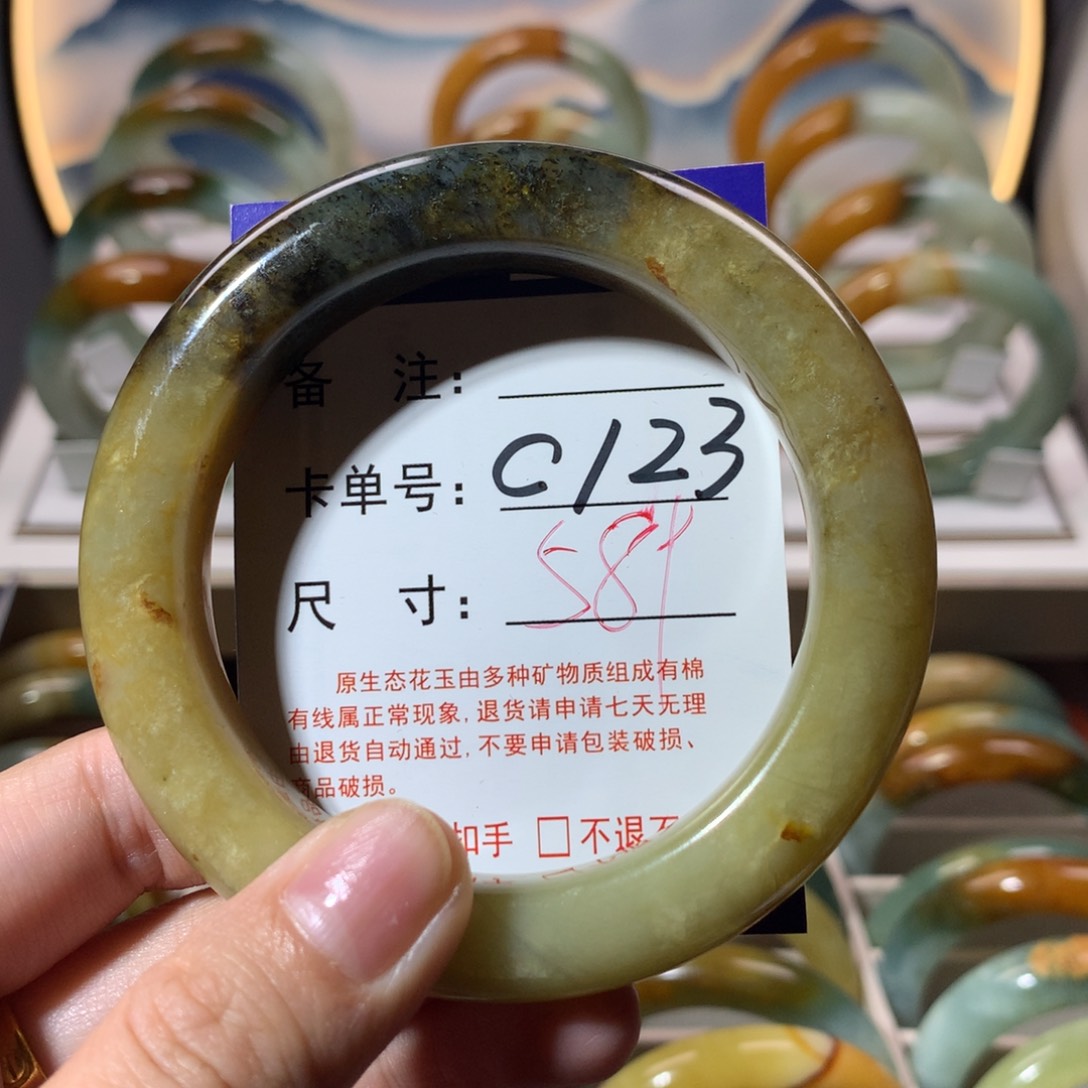 备 注:
卡单号: C123
尺 寸: 58
原生态花玉由多种矿物质组成有棉
有线属正常现象,退货请申请七天无理
由退货自动通过,不要申请包装破损、
商品破损。
扣手 □不退不